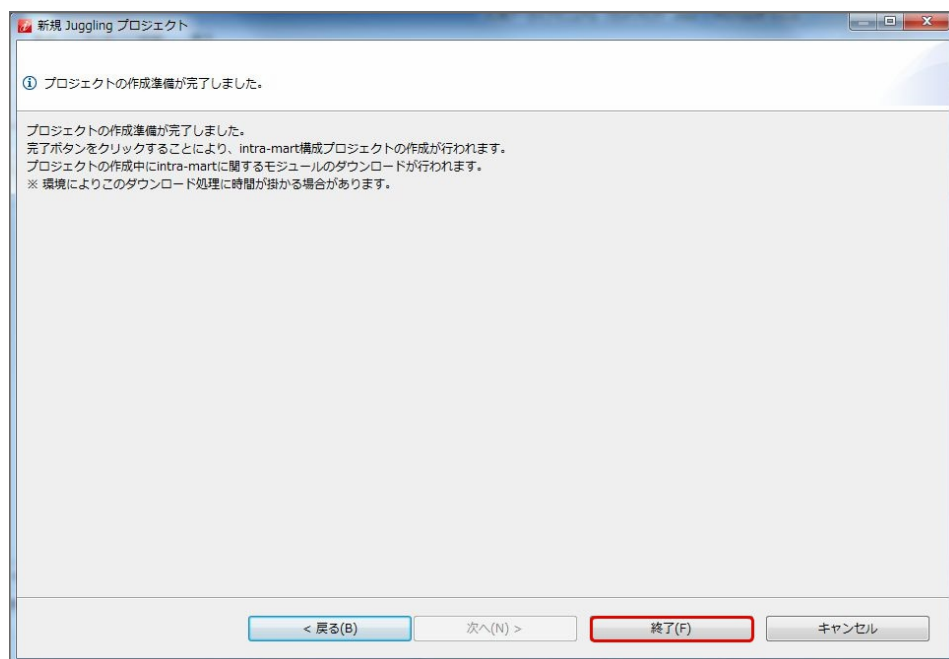 新規 Juggling プロジェクト
プロジェクトの作成準備が完了しました。
プロジェクトの作成準備が完了しました。
完了ボタンをクリックすることにより、intra-mart構成プロジェクトの作成が行われます。
プロジェクトの作成中にintra-martに関するモジュールのダウンロードが行われます。
※ 環境によりこのダウンロード処理に時間が掛かる場合があります。
< 戻る(B) 次へ(N) > 終了(F) キャンセル